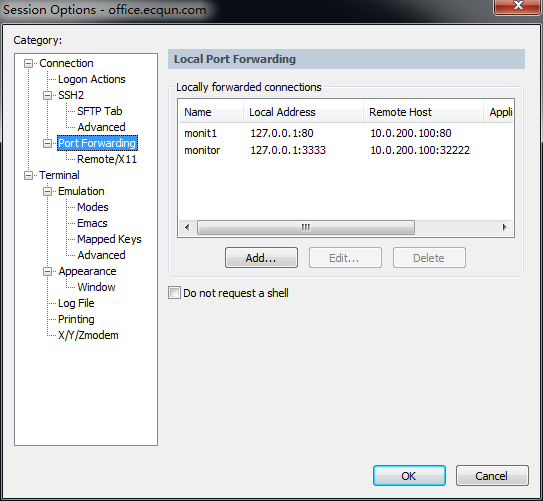 Session Options - office.ecqun.com
Category:
Connection
Logon Actions
SSH2
SFTP Tab
Advanced
Port Forwarding
Remote/X11
Terminal
Emulation
Modes
Emacs
Mapped Keys
Advanced
Appearance
Window
Log File
Printing
X/Y/Zmodem
Local Port Forwarding
Locally forwarded connections
Name Local Address Remote Host Appli
monit1 127.0.0.1:80 10.0.200.100:80
monitor 127.0.0.1:3333 10.0.200.100:32222
Add... Edit... Delete
Do not request a shell
OK Cancel